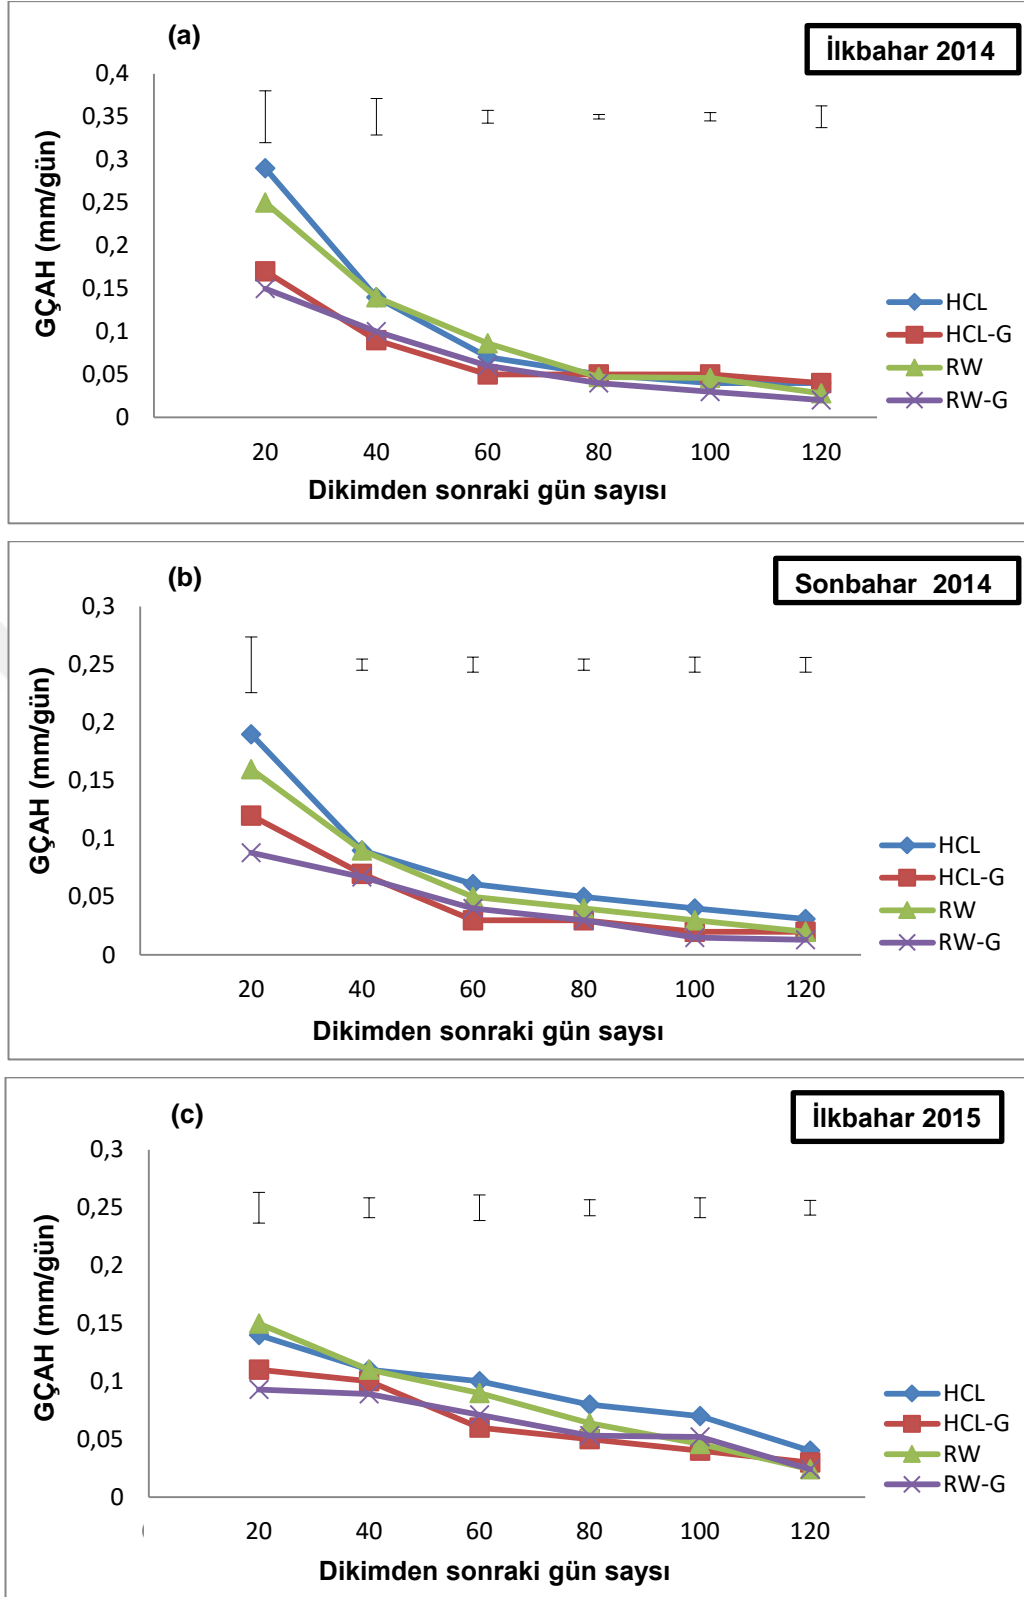 (a)
İlkbahar 2014
GÇAH (mm/gün)
0,4
0,35
0,3
0,25
0,2
0,15
0,1
0,05
0
20 40 60 80 100 120
Dikimden sonraki gün sayısı
HCL
HCL-G
RW
RW-G
(b)
Sonbahar 2014
GÇAH (mm/gün)
0,3
0,25
0,2
0,15
0,1
0,05
0
20 40 60 80 100 120
Dikimden sonraki gün saysı
HCL
HCL-G
RW
RW-G
(c)
İlkbahar 2015
GÇAH (mm/gün)
0,3
0,25
0,2
0,15
0,1
0,05
0
20 40 60 80 100 120
Dikimden sonraki gün saysı
HCL
HCL-G
RW
RW-G